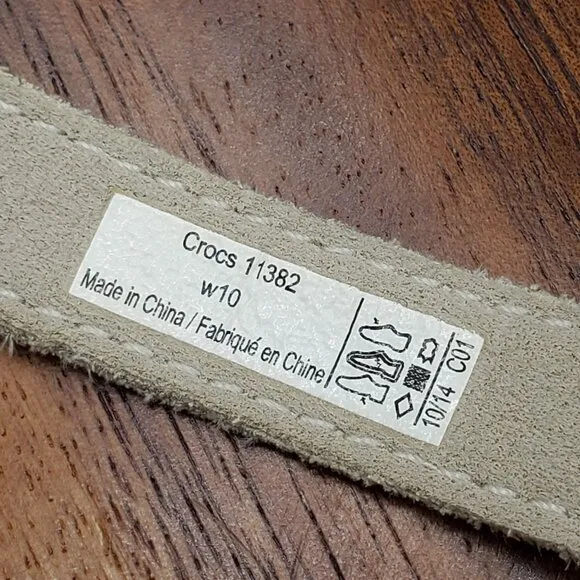 Crocs 11382
w10
Made in China / Fabriqué en Chine
10/14 C01